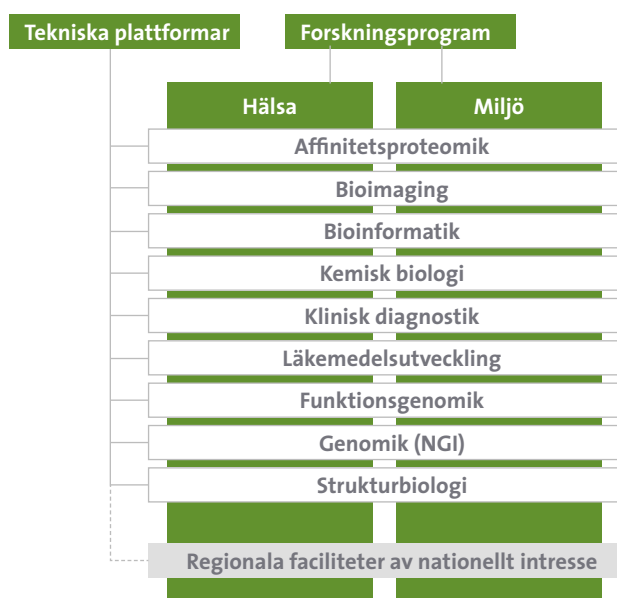 Tekniska plattformar
Forskningsprogram
Hälsa
Miljö
Affinitetsproteomik
Bioimaging
Bioinformatik
Kemisk biologi
Klinisk diagnostik
Läkemedelsutveckling
Funktionsgenomik
Genomik (NGI)
Strukturbiologi
Regionala faciliteter av nationellt intresse